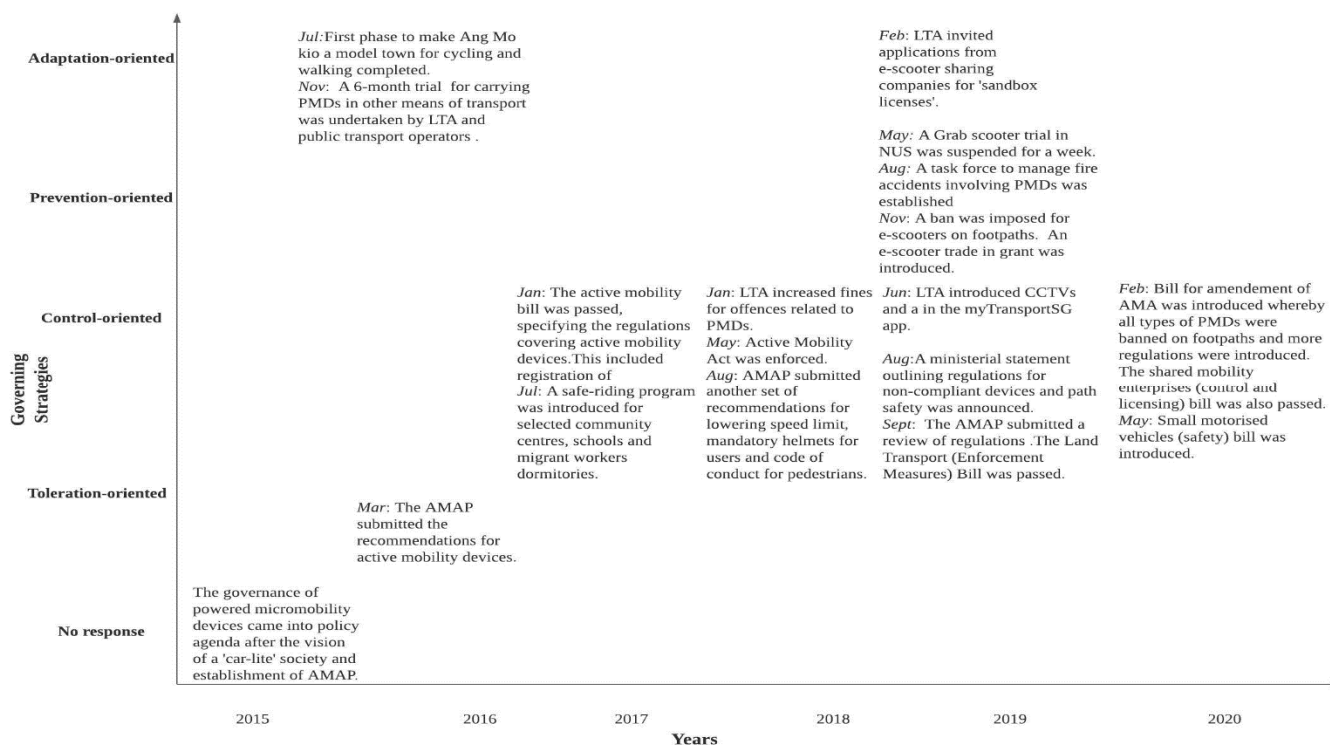 Adaptation-oriented
Jul:First phase to make Ang Mo
kio a model town for cycling and
walking completed.
Nov: A 6-month trial for carrying
PMDs in other means of transport
was undertaken by LTA and
public transport operators .
Feb: LTA invited
applications from
e-scooter sharing
companies for 'sandbox
licenses'.
Prevention-oriented
May: A Grab scooter trial in
NUS was suspended for a week.
Aug: A task force to manage fire
accidents involving PMDs was
established
Nov: A ban was imposed for
e-scooters on footpaths. An
e-scooter trade in grant was
introduced.
Control-oriented
Jan: The active mobility
bill was passed,
specifying the regulations
covering active mobility
devices.This included
registration of
Jul: A safe-riding program
was introduced for
selected community
centres, schools and
migrant workers
dormitories.
Jan: LTA increased fines
for offences related to
PMDs.
May: Active Mobility
Act was enforced.
Aug: AMAP submitted
another set of
recommendations for
lowering speed limit,
mandatory helmets for
users and code of
conduct for pedestrians.
Jun: LTA introduced CCTVs
and a in the myTransportSG
app.
Aug:A ministerial statement
outlining regulations for
non-compliant devices and path
safety was announced.
Sept: The AMAP submitted a
review of regulations .The Land
Transport (Enforcement
Measures) Bill was passed.
Feb: Bill for amendement of
AMA was introduced whereby
all types of PMDs were
banned on footpaths and more
regulations were introduced.
The shared mobility
enterprises (control and
licensing) bill was also passed.
May: Small motorised
vehicles (safety) bill was
introduced.
Governing
Strategies
Toleration-oriented
Mar: The AMAP
submitted the
recommendations for
active mobility devices.
No response
The governance of
powered micromobility
devices came into policy
agenda after the vision
of a 'car-lite' society and
establishment of AMAP.
2015
2016
2017
2018
2019
2020
Years